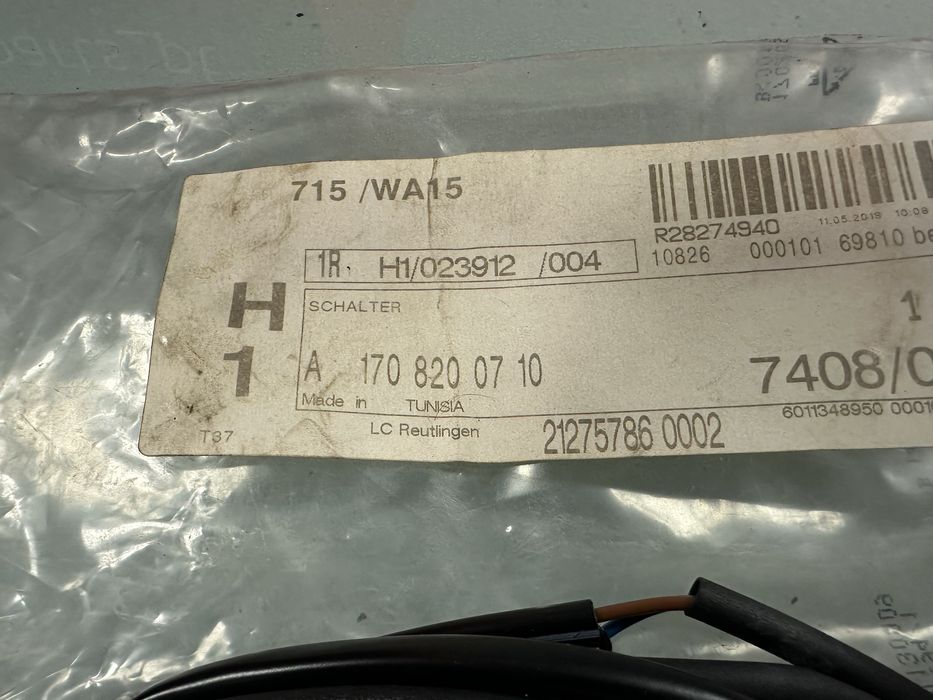 715 /WA15
R28274940 11.05.2019 10:08
10826 000101 69810 be
1R. H1/023912 /004
H
1
SCHALTER
1
A 170 820 07 10
7408/0
Made in TUNISIA
6011348950 00010
LC Reutlingen
21275786 0002
T37